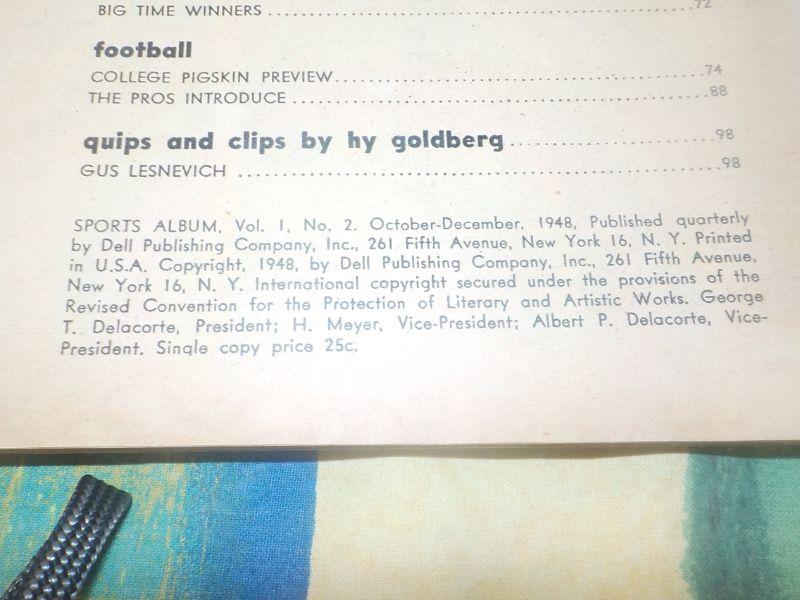 BIG TIME WINNERS ........................................72
football
COLLEGE PIGSKIN PREVIEW........................................74
THE PROS INTRODUCE ........................................88
quips and clips by hy goldberg........................98
GUS LESNEVICH ........................................98
SPORTS ALBUM, Vol. 1, No. 2. October-December, 1948, Published quarterly
by Dell Publishing Company, Inc., 261 Fifth Avenue, New York 16, N. Y. Printed
in U.S.A. Copyright, 1948, by Dell Publishing Company, Inc., 261 Fifth Avenue,
New York 16, N. Y. International copyright secured under the provisions of the
Revised Convention for the Protection of Literary and Artistic Works. George
T. Delacorte, President; H. Meyer, Vice-President; Albert P. Delacorte, Vice-
President. Single copy price 25c.